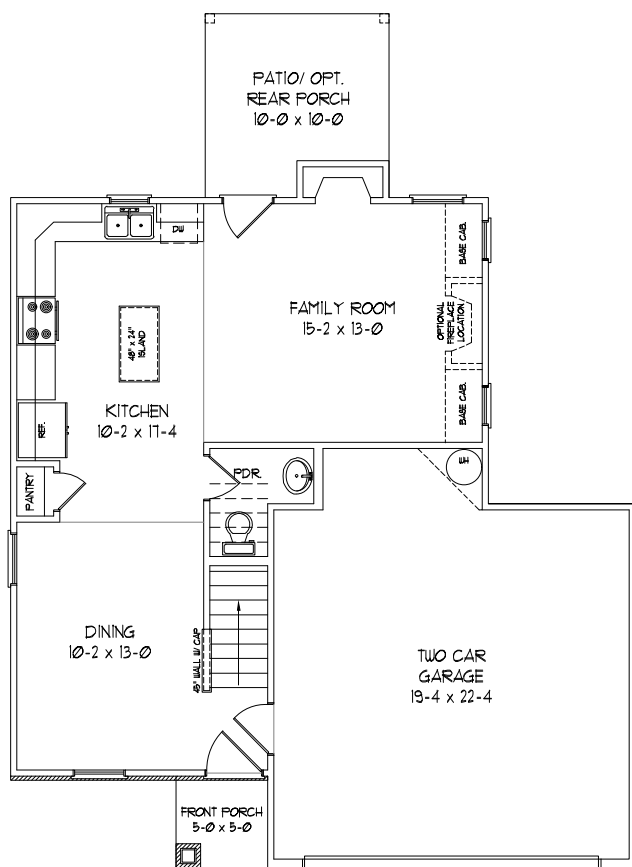 PATIO/ OPT.
REAR PORCH
10-0 x 10-0
DW
BASE CAB.
FAMILY ROOM
15-2 x 13-0
OPTIONAL
FIREPLACE
LOCATION
48" x 24"
ISLAND
BASE CAB.
KITCHEN
10-2 x 17-4
REF.
PDR.
PANTRY
DINING
10-2 x 13-0
WALL W/ CAP
TWO CAR
GARAGE
19-4 x 22-4
FRONT PORCH
5-0 x 5-0